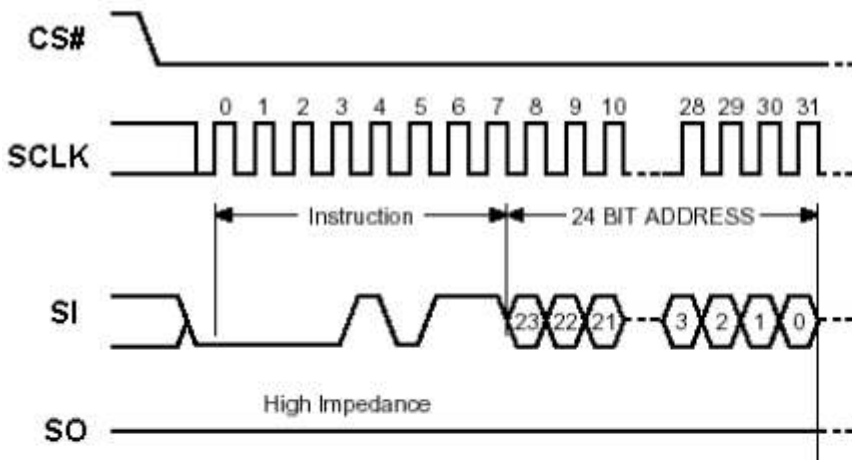 CS#
0 1 2 3 4 5 6 7 8 9 10 28 29 30 31
SCLK
Instruction 24 BIT ADDRESS
SI
23 22 21 3 2 1 0
High Impedance
SO